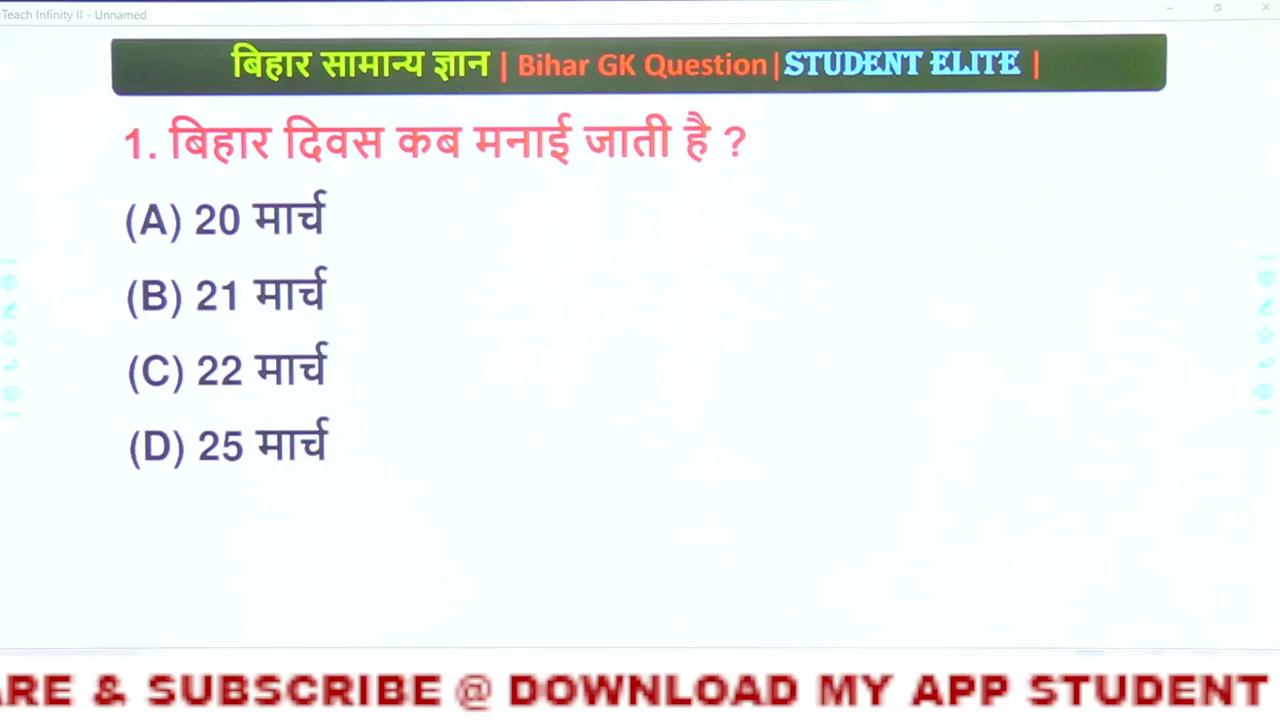 Teach Infinity II - Unnamed
बिहार सामान्य ज्ञान | Bihar GK Question| STUDENT ELITE |
1. बिहार दिवस कब मनाई जाती है ?
(A) 20 मार्च
(B) 21 मार्च
(C) 22 मार्च
(D) 25 मार्च
ARE & SUBSCRIBE @ DOWNLOAD MY APP STUDENT